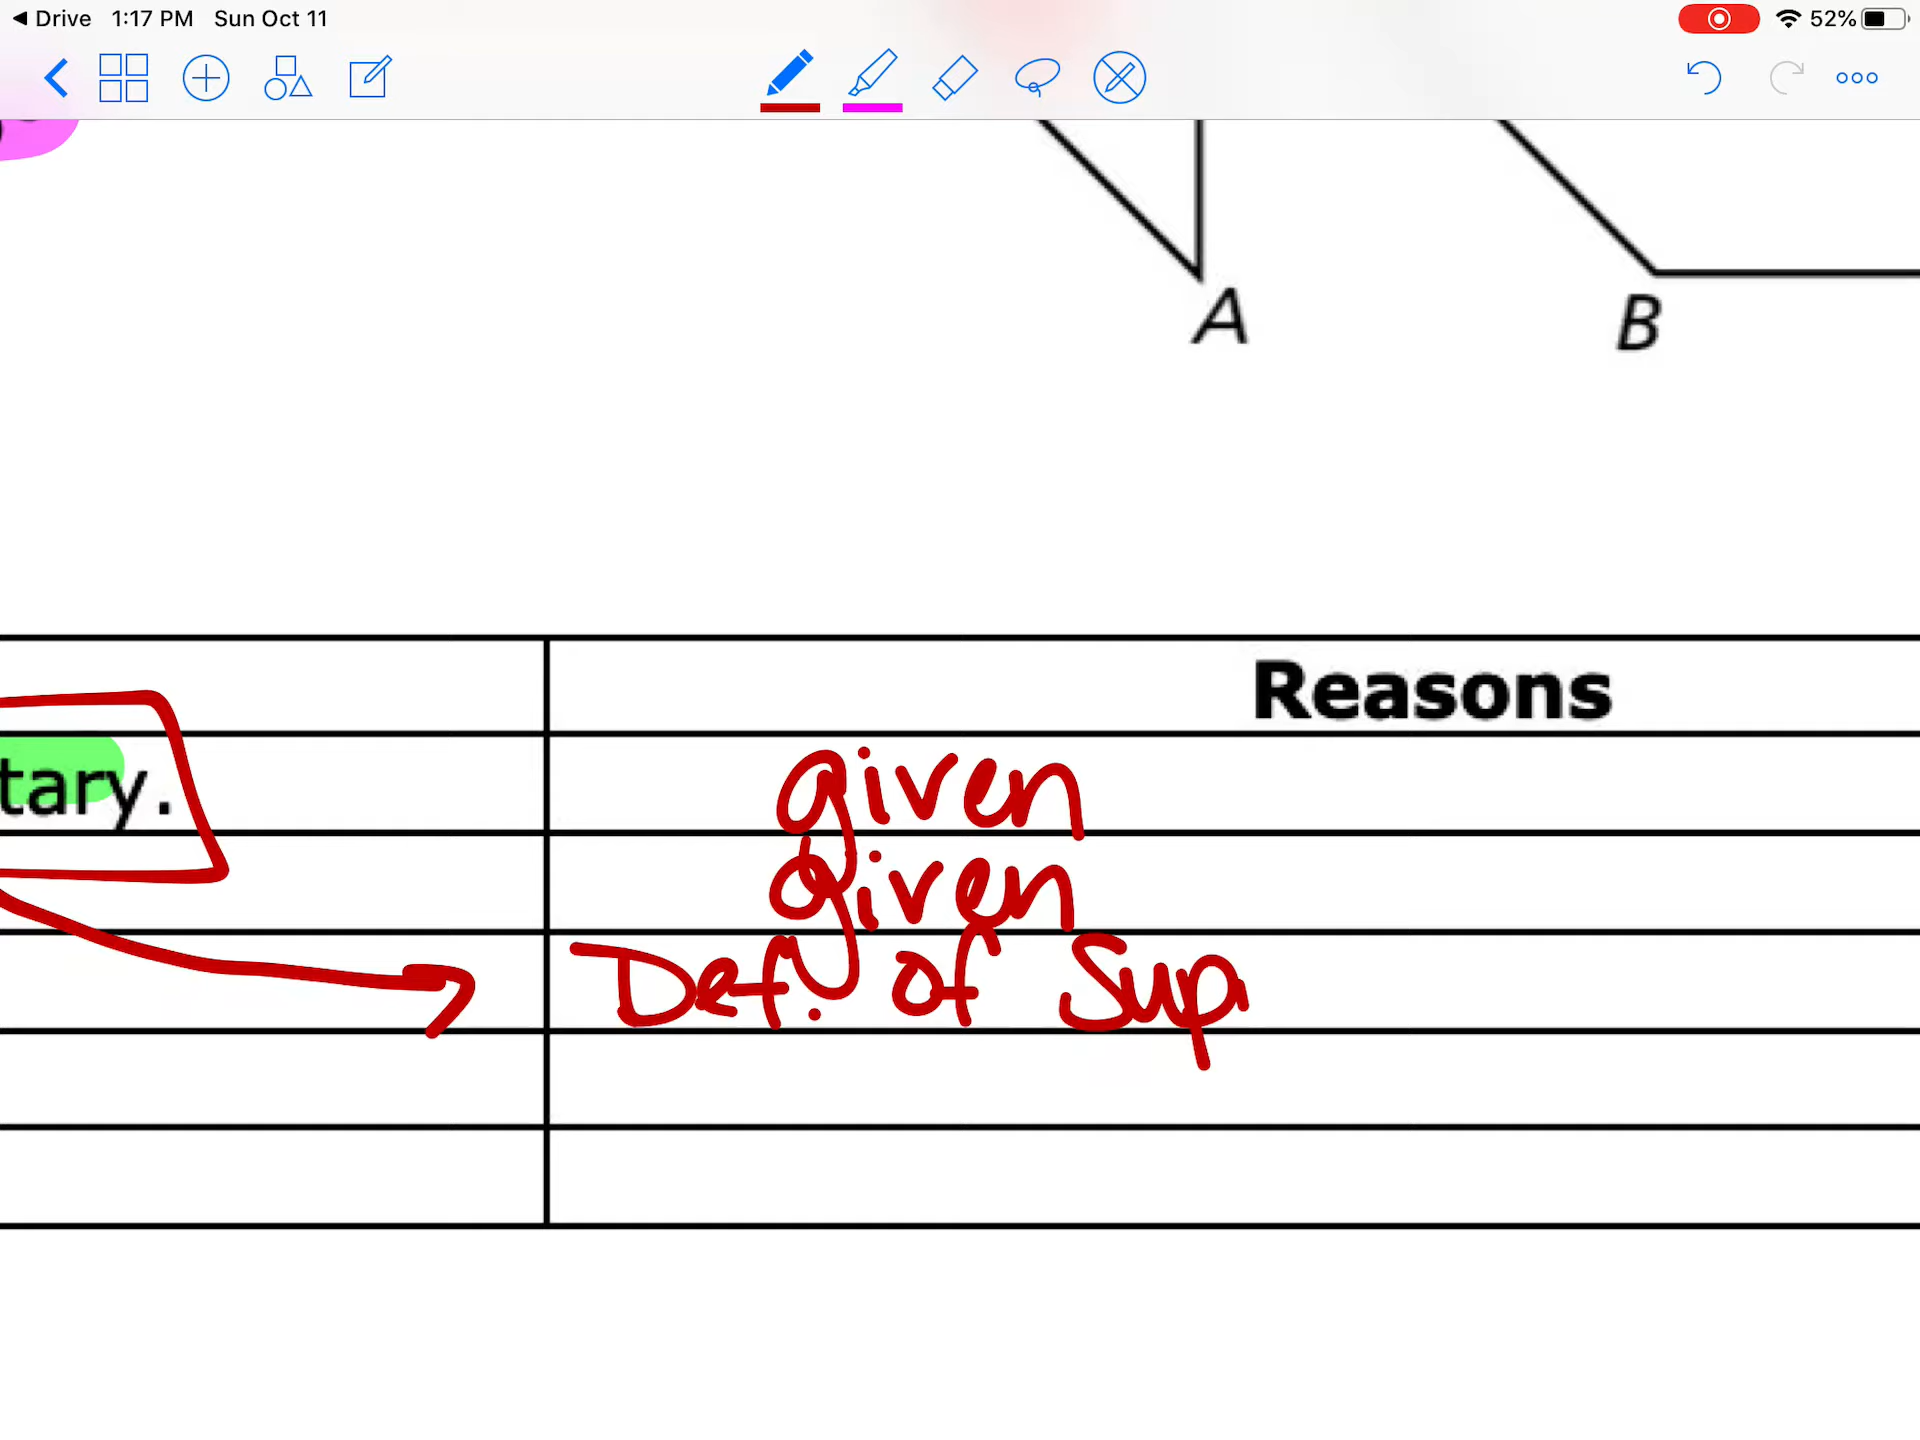 Drive 1:17 PM Sun Oct 11 52%
A
B
Reasons
tary. given
given
Def. of Sup